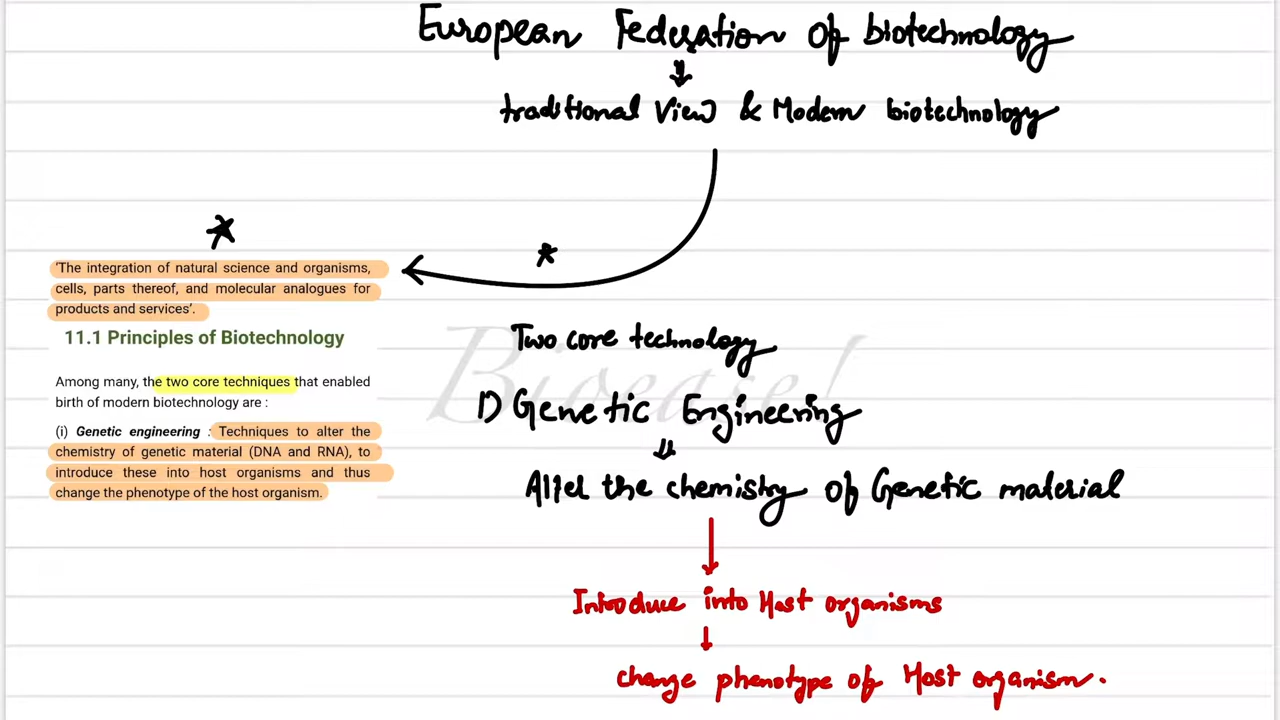 European Federation of biotechnology
traditional View & Modern biotechnology
'The integration of natural science and organisms,
cells, parts thereof, and molecular analogues for
products and services'.
11.1 Principles of Biotechnology
Among many, the two core techniques that enabled
birth of modern biotechnology are :
(i) Genetic engineering : Techniques to alter the
chemistry of genetic material (DNA and RNA), to
introduce these into host organisms and thus
change the phenotype of the host organism.
Bioease!
Two core technology
1) Genetic Engineering
Alter the chemistry of Genetic material
Introduce into Host organisms
change phenotype of Host organism.